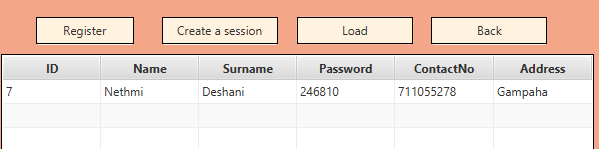 Register Create a session Load Back
ID Name Surname Password ContactNo Address
7 Nethmi Deshani 246810 711055278 Gampaha